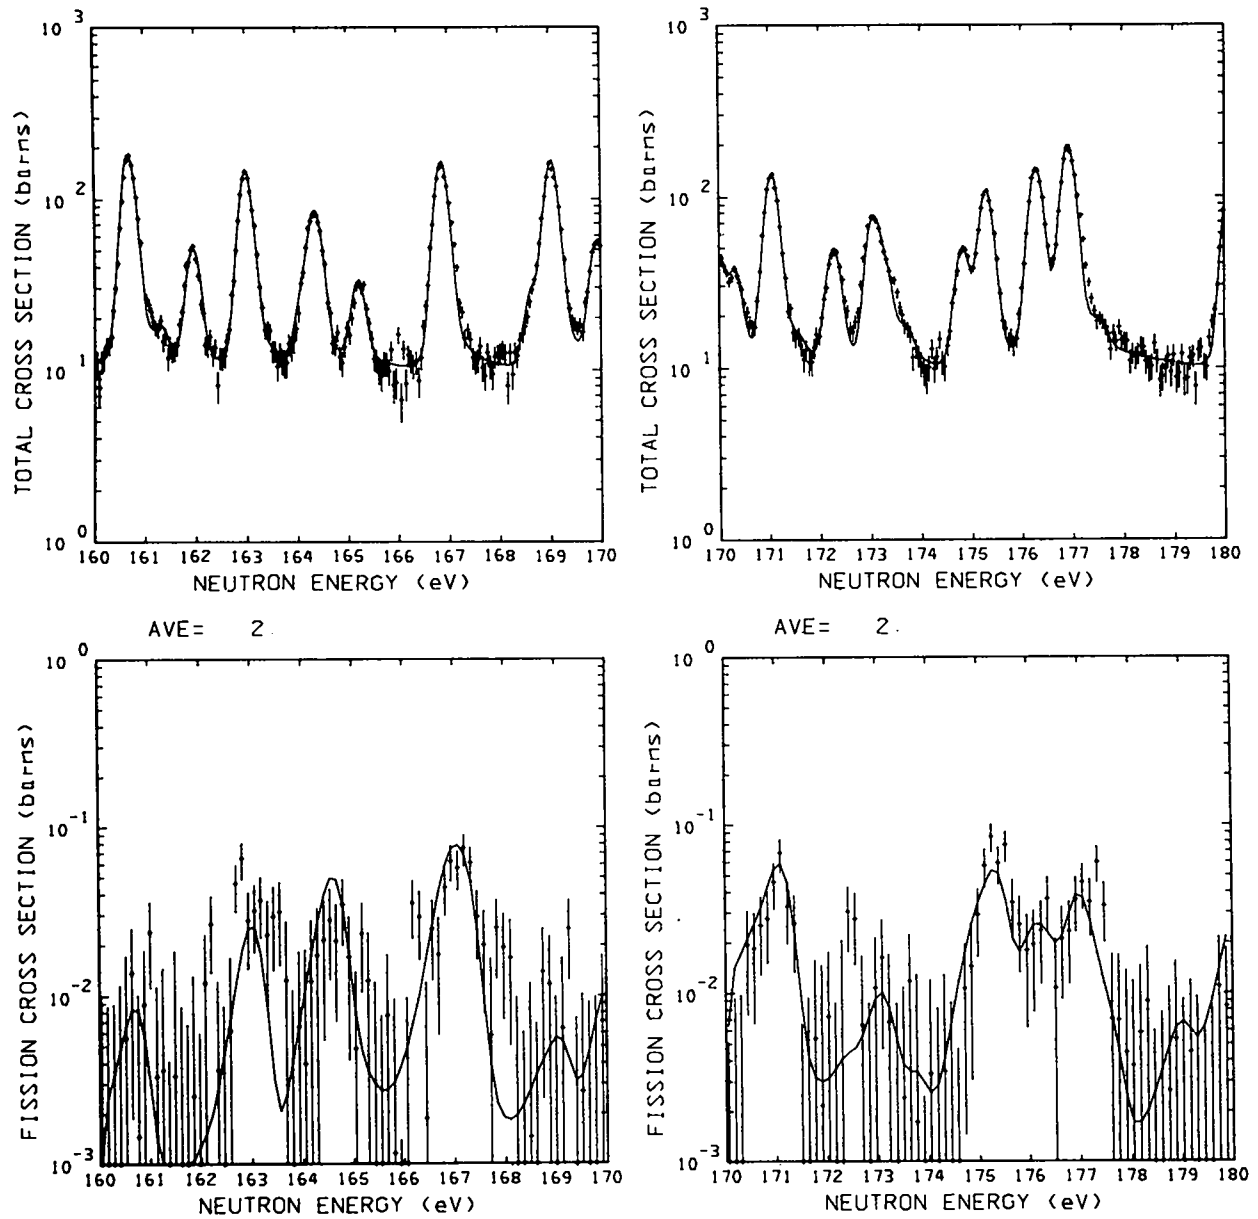 TOTAL CROSS SECTION (barns)
10 3
10 2
10 1
10 0
160 161 162 163 164 165 166 167 168 169 170
NEUTRON ENERGY (eV)
TOTAL CROSS SECTION (barns)
10 3
10 2
10 1
10 0
170 171 172 173 174 175 176 177 178 179 180
NEUTRON ENERGY (eV)
AVE= 2.
FISSION CROSS SECTION (barns)
10 0
10 -1
10 -2
10 -3
160 161 162 163 164 165 166 167 168 169 170
NEUTRON ENERGY (eV)
AVE= 2.
FISSION CROSS SECTION (barns)
10 0
10 -1
10 -2
10 -3
170 171 172 173 174 175 176 177 178 179 180
NEUTRON ENERGY (eV)